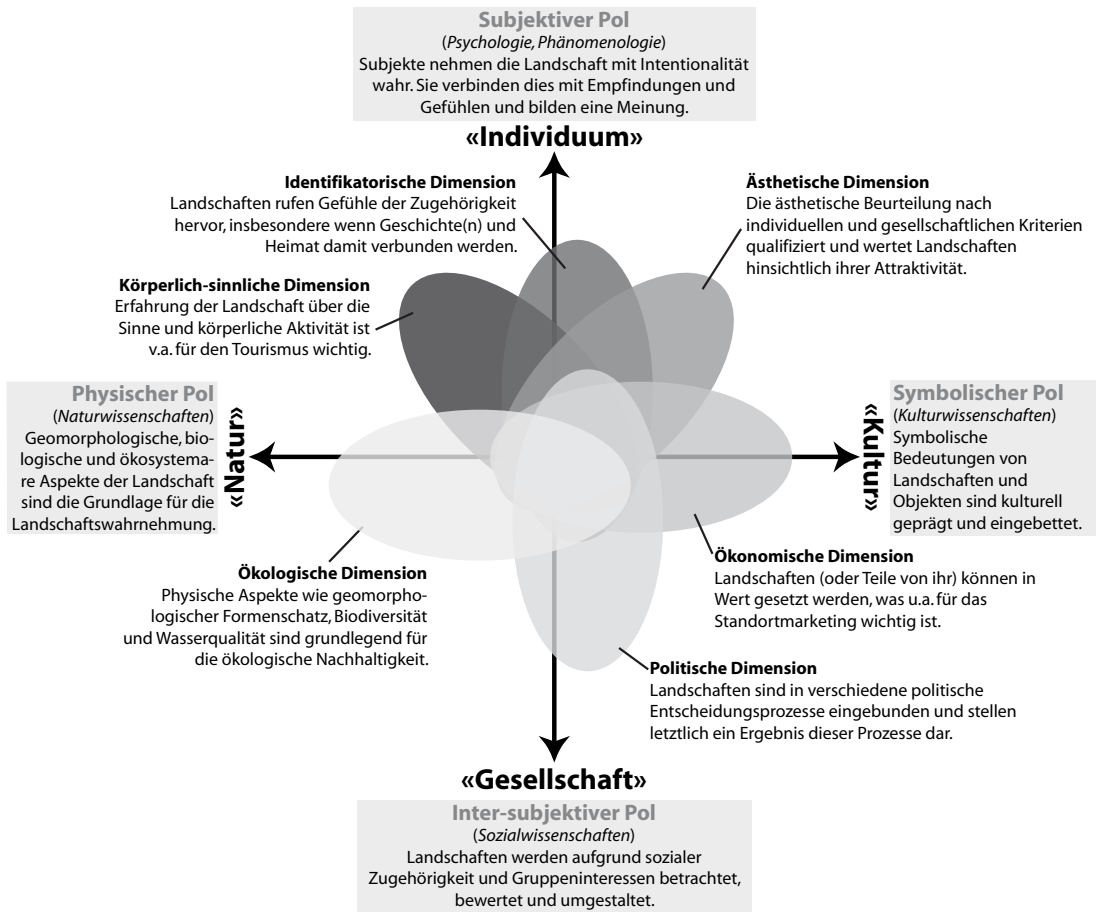 Subjektiver Pol
(Psychologie, Phänomenologie)
Subjekte nehmen die Landschaft mit Intentionalität
wahr. Sie verbinden dies mit Empfindungen und
Gefühlen und bilden eine Meinung.
«Individuum»
Identifikatorische Dimension
Landschaften rufen Gefühle der Zugehörigkeit
hervor, insbesondere wenn Geschichte(n) und
Heimat damit verbunden werden.
Ästhetische Dimension
Die ästhetische Beurteilung nach
individuellen und gesellschaftlichen Kriterien
qualifiziert und wertet Landschaften
hinsichtlich ihrer Attraktivität.
Körperlich-sinnliche Dimension
Erfahrung der Landschaft über die
Sinne und körperliche Aktivität ist
v.a. für den Tourismus wichtig.
Physischer Pol
(Naturwissenschaften)
Geomorphologische, bio-
logische und ökosystema-
re Aspekte der Landschaft
sind die Grundlage für die
Landschaftswahrnehmung.
«Natur»
«Kultur»
Symbolischer Pol
(Kulturwissenschaften)
Symbolische
Bedeutungen von
Landschaften und
Objekten sind kulturell
geprägt und eingebettet.
Ökologische Dimension
Physische Aspekte wie geomorpho-
logischer Formenschatz, Biodiversität
und Wasserqualität sind grundlegend für
die ökologische Nachhaltigkeit.
Ökonomische Dimension
Landschaften (oder Teile von ihr) können in
Wert gesetzt werden, was u.a. für das
Standortmarketing wichtig ist.
Politische Dimension
Landschaften sind in verschiedene politische
Entscheidungsprozesse eingebunden und stellen
letztlich ein Ergebnis dieser Prozesse dar.
«Gesellschaft»
Inter-subjektiver Pol
(Sozialwissenschaften)
Landschaften werden aufgrund sozialer
Zugehörigkeit und Gruppeninteressen betrachtet,
bewertet und umgestaltet.